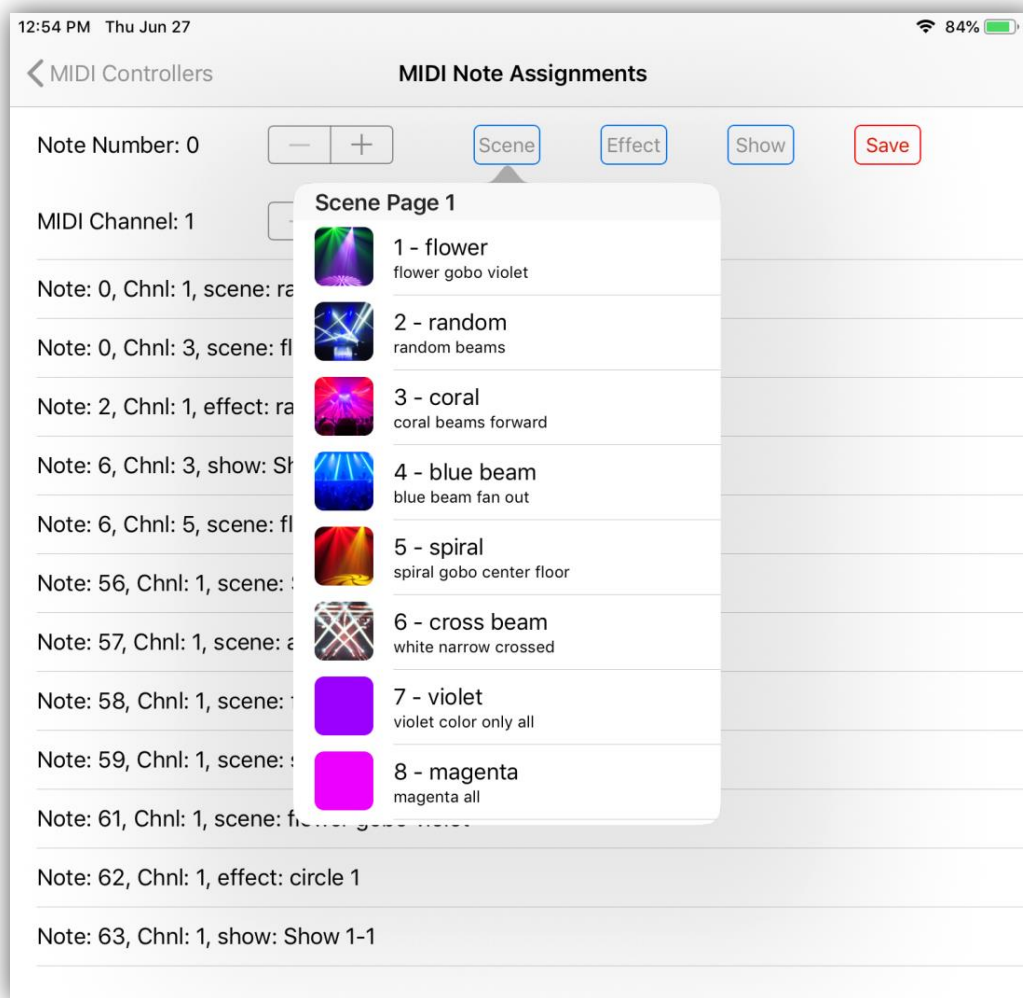 12:54 PM Thu Jun 27 84%
MIDI Controllers MIDI Note Assignments
Note Number: 0 Scene Effect Show Save
MIDI Channel: 1
Scene Page 1
1 - flower
flower gobo violet
2 - random
random beams
3 - coral
coral beams forward
4 - blue beam
blue beam fan out
5 - spiral
spiral gobo center floor
6 - cross beam
white narrow crossed
7 - violet
violet color only all
8 - magenta
magenta all
Note: 0, Chnl: 1, scene:
Note: 0, Chnl: 3, scene:
Note: 2, Chnl: 1, effect:
Note: 6, Chnl: 3, show:
Note: 6, Chnl: 5, scene:
Note: 56, Chnl: 1, scene:
Note: 57, Chnl: 1, scene:
Note: 58, Chnl: 1, scene:
Note: 59, Chnl: 1, scene:
Note: 61, Chnl: 1, scene: flower gobo violet
Note: 62, Chnl: 1, effect: circle 1
Note: 63, Chnl: 1, show: Show 1-1